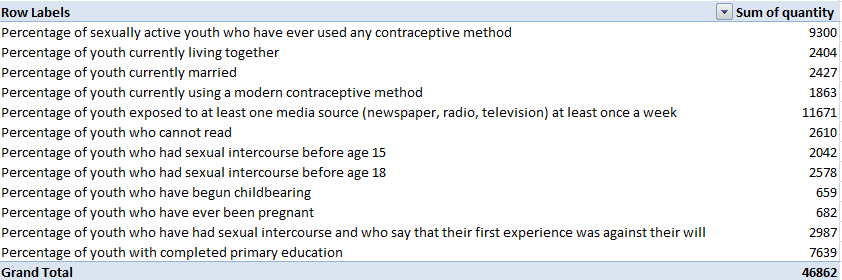 Row Labels Sum of quantity
Percentage of sexually active youth who have ever used any contraceptive method 9300
Percentage of youth currently living together 2404
Percentage of youth currently married 2427
Percentage of youth currently using a modern contraceptive method 1863
Percentage of youth exposed to at least one media source (newspaper, radio, television) at least once a week 11671
Percentage of youth who cannot read 2610
Percentage of youth who had sexual intercourse before age 15 2042
Percentage of youth who had sexual intercourse before age 18 2578
Percentage of youth who have begun childbearing 659
Percentage of youth who have ever been pregnant 682
Percentage of youth who have had sexual intercourse and who say that their first experience was against their will 2987
Percentage of youth with completed primary education 7639
Grand Total 46862